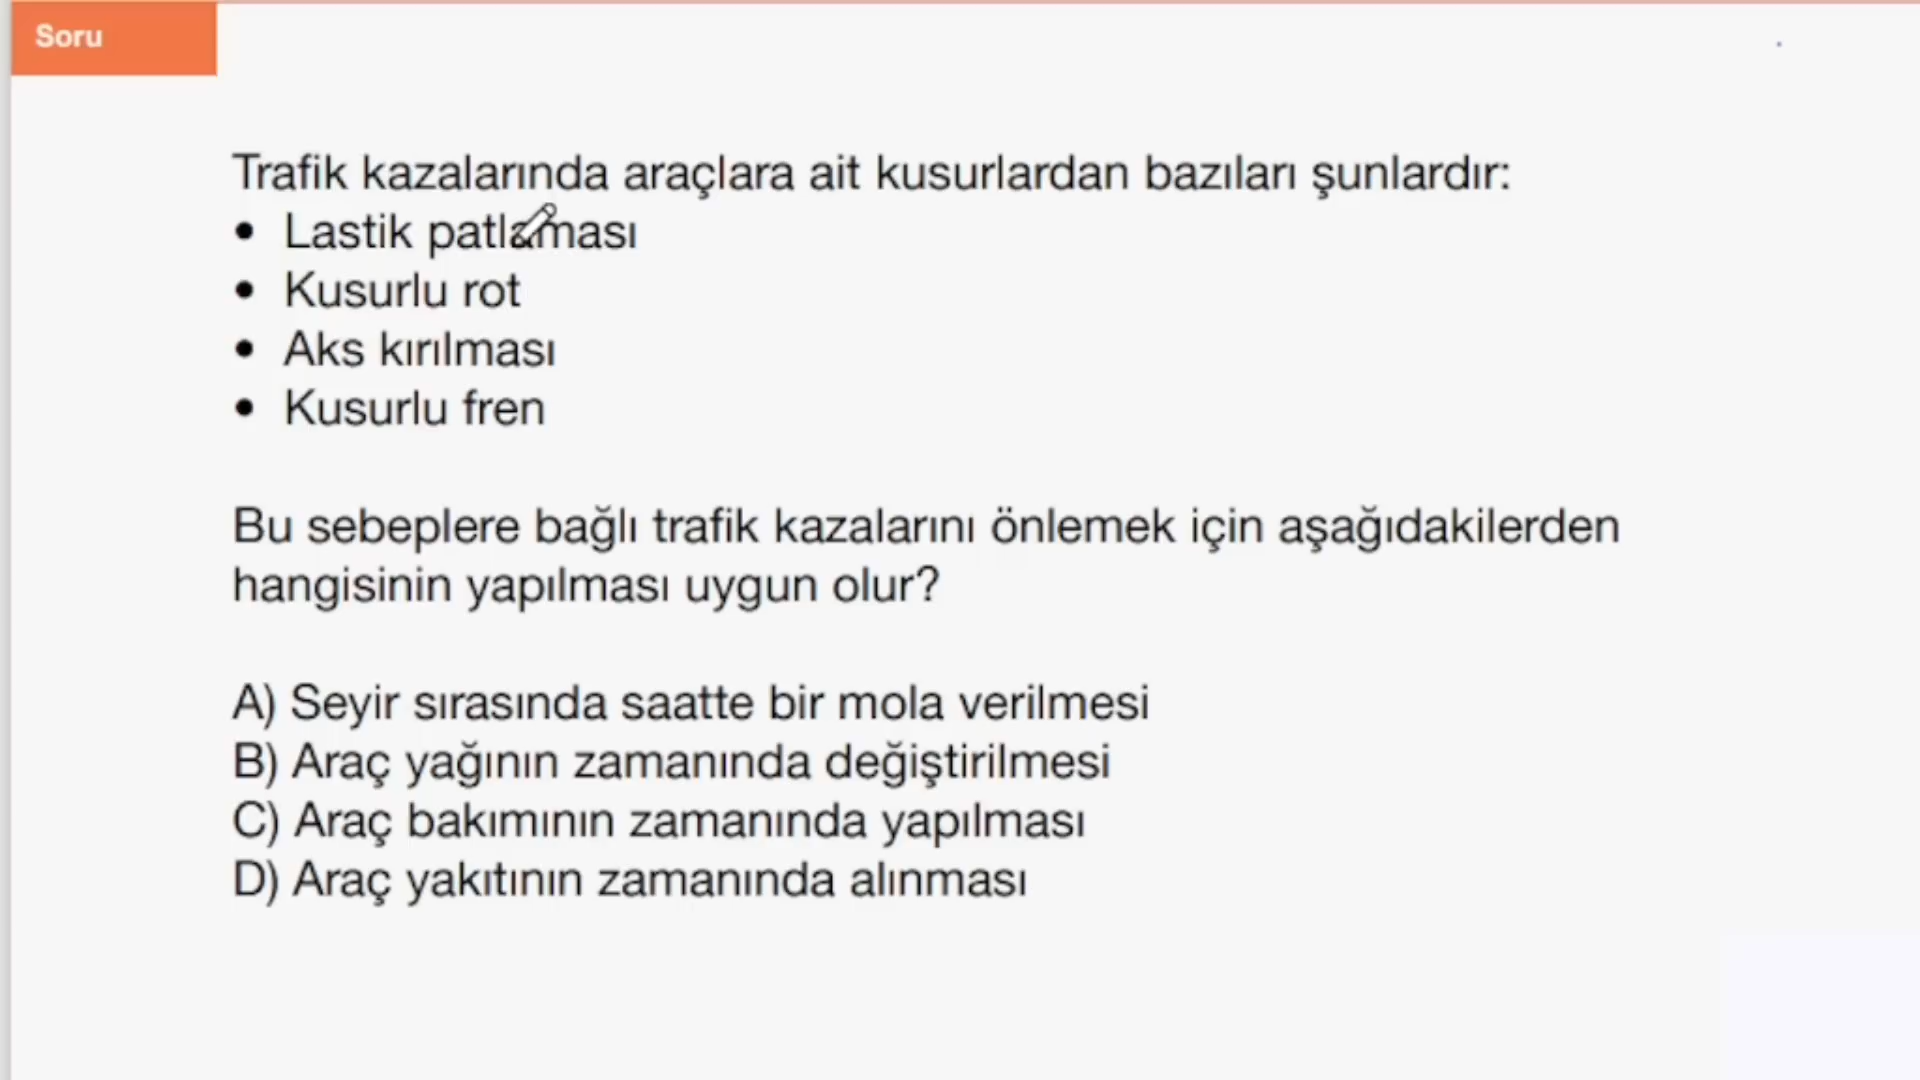 Soru
Trafik kazalarında araçlara ait kusurlardan bazıları şunlardır:
• Lastik patlaması
• Kusurlu rot
• Aks kırılması
• Kusurlu fren
Bu sebeplere bağlı trafik kazalarını önlemek için aşağıdakilerden
hangisinin yapılması uygun olur?
A) Seyir sırasında saatte bir mola verilmesi
B) Araç yağının zamanında değiştirilmesi
C) Araç bakımının zamanında yapılması
D) Araç yakıtının zamanında alınması